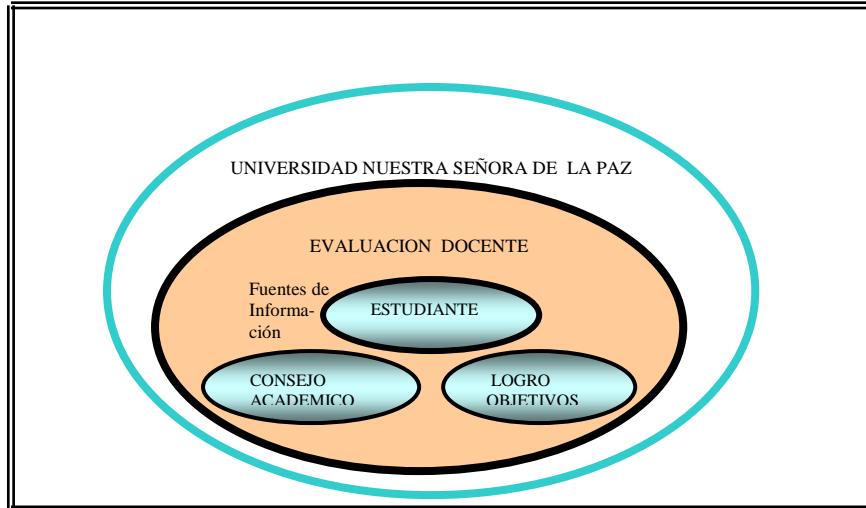 UNIVERSIDAD NUESTRA SEÑORA DE LA PAZ
EVALUACION DOCENTE
Fuentes de
Informa-
ción
ESTUDIANTE
CONSEJO
ACADEMICO
LOGRO
OBJETIVOS